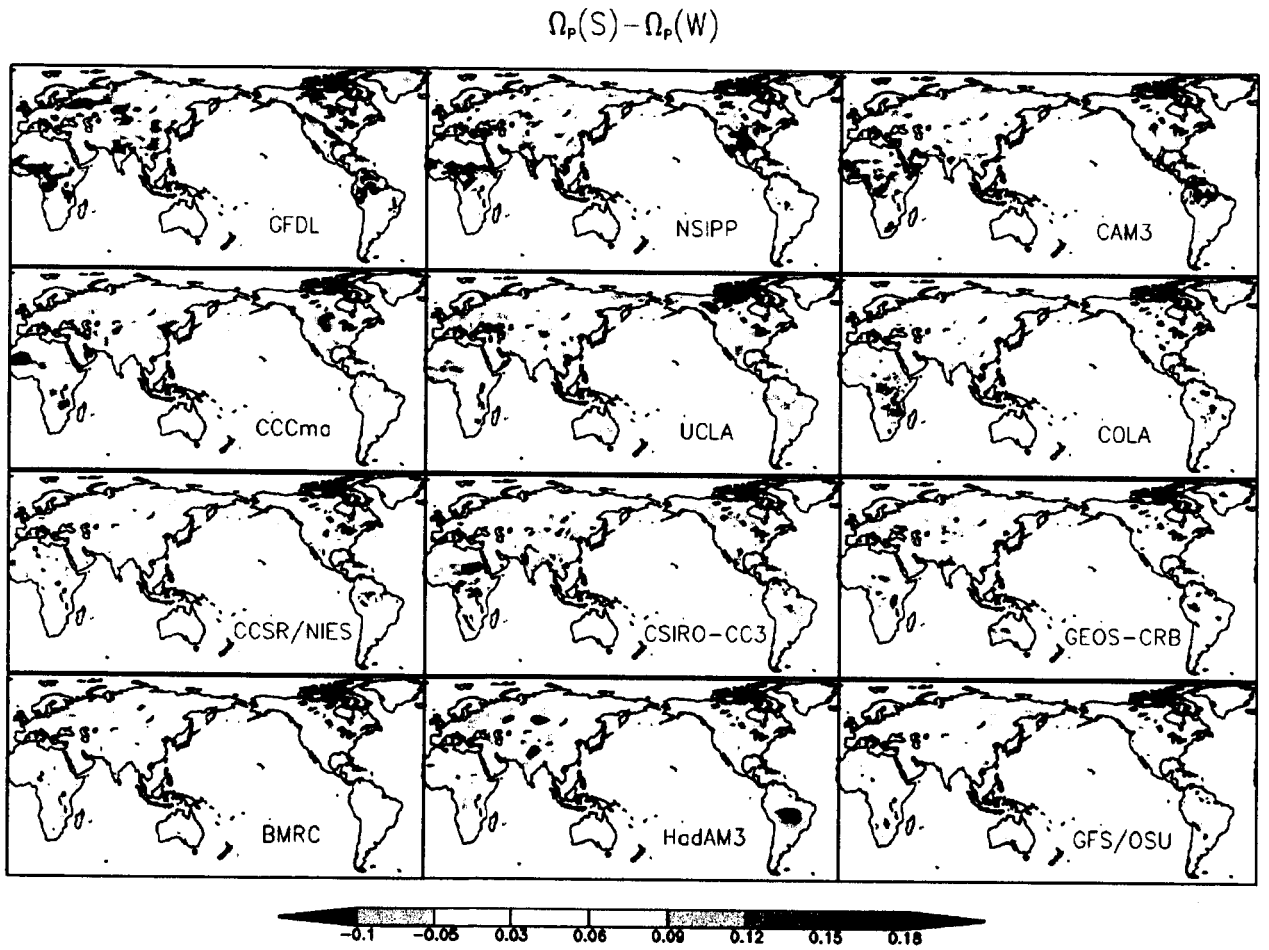 Ωₚ(S)−Ωₚ(W)
GFDL
NSIPP
CAM3
CCCma
UCLA
COLA
CCSR/NIES
CSIRO−CC3
GEOS−CRB
BMRC
HadAM3
GFS/OSU
−0.1 −0.05 0.03 0.06 0.09 0.12 0.15 0.18